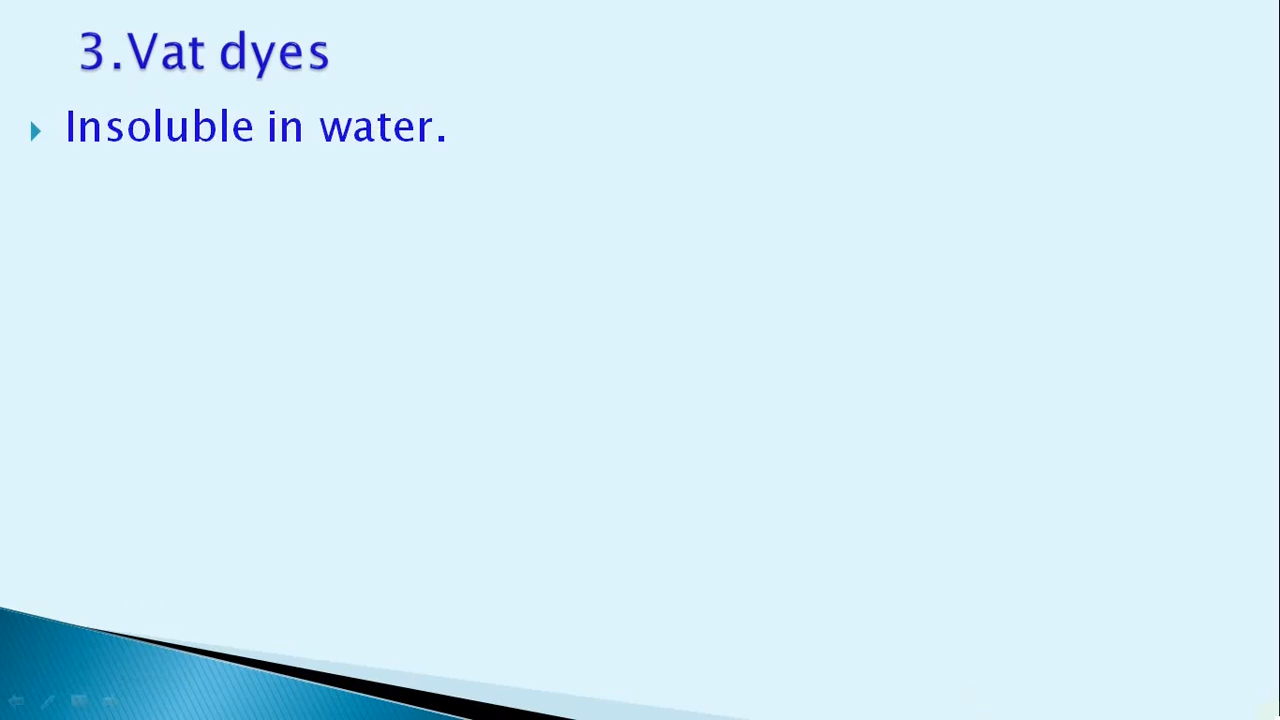 3.Vat dyes
Insoluble in water.